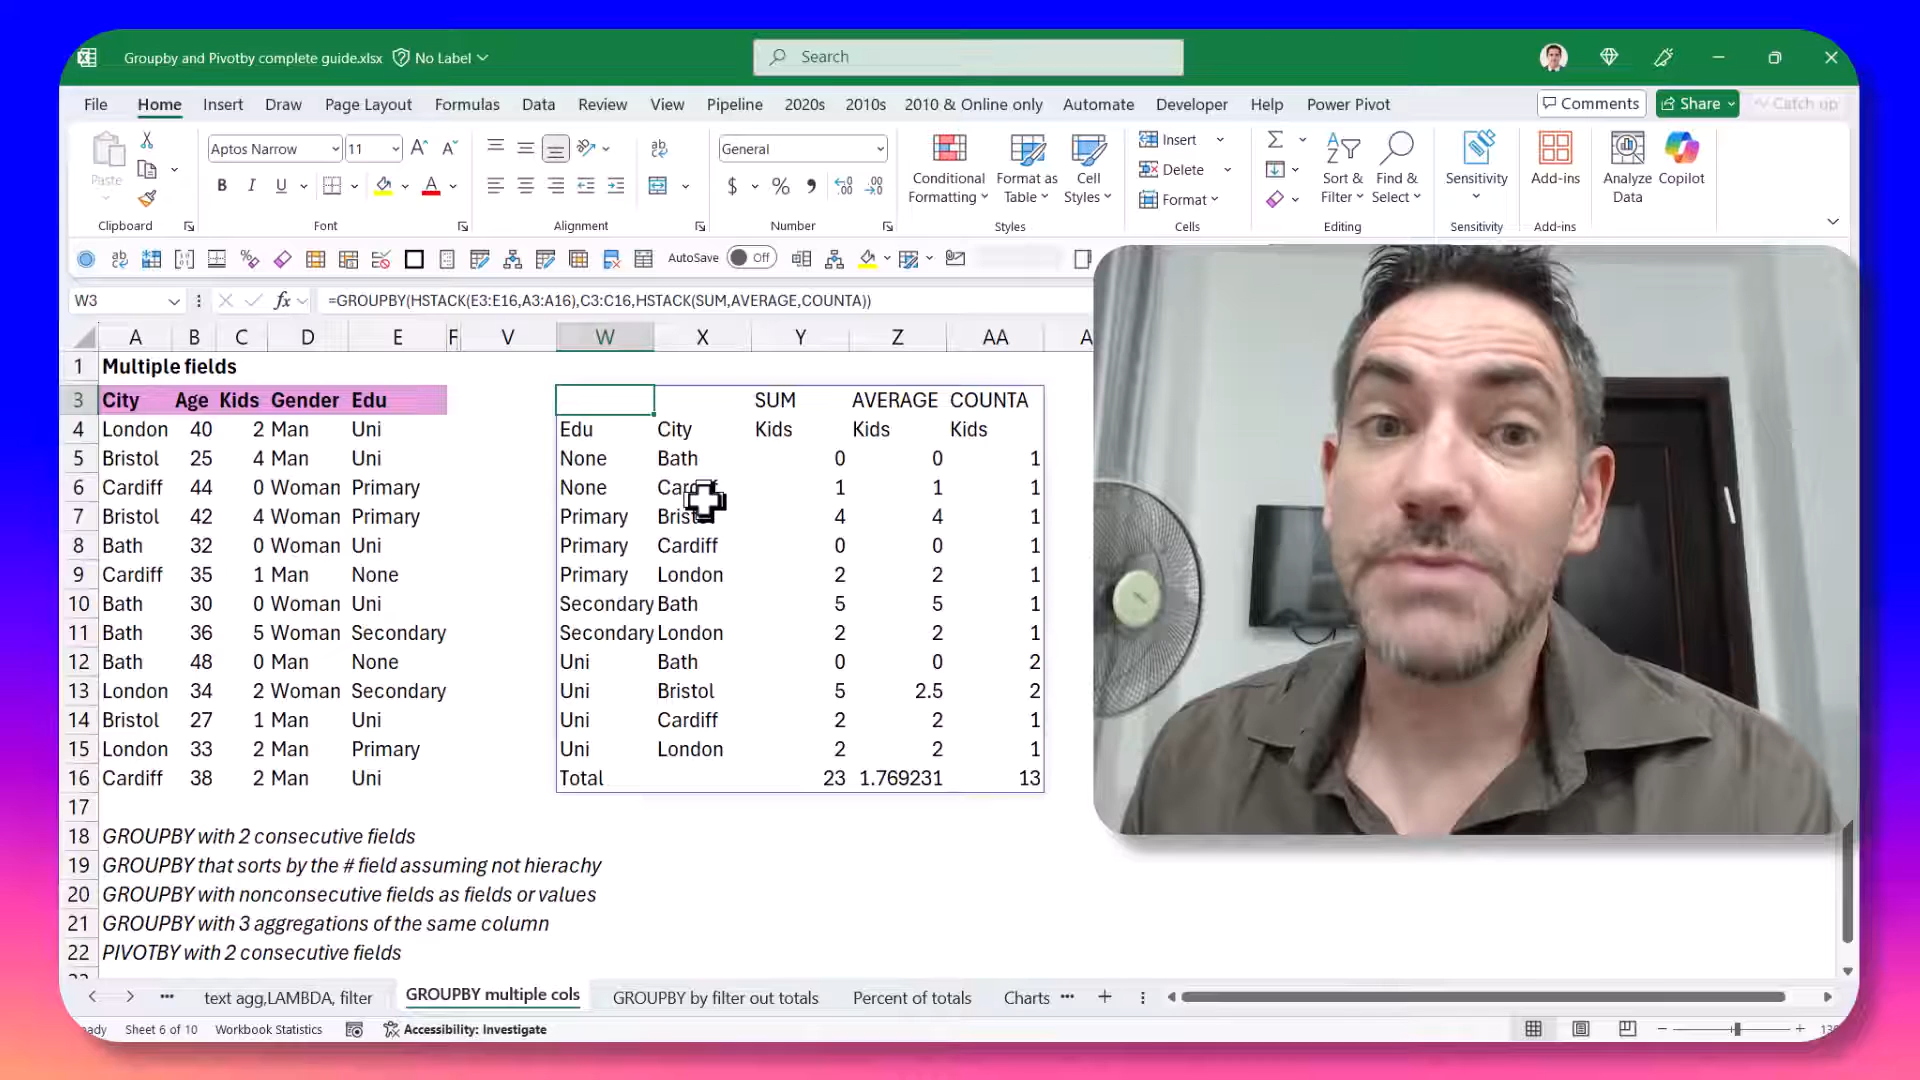 Groupby and Pivotby complete guide.xlsx No Label
Search
File Home Insert Draw Page Layout Formulas Data Review View Pipeline 2020s 2010s 2010 & Online only Automate Developer Help Power Pivot
Comments Share Catch up
Paste
Clipboard
Aptos Narrow 11
B I U A
Font
Alignment
General
$ %
Number
Conditional Formatting
Format as Table
Cell Styles
Styles
Insert
Delete
Format
Cells
Sort & Filter
Find & Select
Editing
Sensitivity
Sensitivity
Add-ins
Add-ins
Analyze Data
Copilot
AutoSave Off
W3 fx =GROUPBY(HSTACK(E3:E16,A3:A16),C3:C16,HSTACK(SUM,AVERAGE,COUNTA))
A B C D E F V W X Y Z AA
1 Multiple fields
3 City Age Kids Gender Edu SUM AVERAGE COUNTA
4 London 40 2 Man Uni Edu City Kids Kids Kids
5 Bristol 25 4 Man Uni None Bath 0 0 1
6 Cardiff 44 0 Woman Primary None Cardiff 1 1 1
7 Bristol 42 4 Woman Primary Primary Bristol 4 4 1
8 Bath 32 0 Woman Uni Primary Cardiff 0 0 1
9 Cardiff 35 1 Man None Primary London 2 2 1
10 Bath 30 0 Woman Uni Secondary Bath 5 5 1
11 Bath 36 5 Woman Secondary Secondary London 2 2 1
12 Bath 48 0 Man None Uni Bath 0 0 2
13 London 34 2 Woman Secondary Uni Bristol 5 2.5 2
14 Bristol 27 1 Man Uni Uni Cardiff 2 2 1
15 London 33 2 Man Primary Uni London 2 2 1
16 Cardiff 38 2 Man Uni Total 23 1.769231 13
17
18 GROUPBY with 2 consecutive fields
19 GROUPBY that sorts by the # field assuming not hierachy
20 GROUPBY with nonconsecutive fields as fields or values
21 GROUPBY with 3 aggregations of the same column
22 PIVOTBY with 2 consecutive fields
text agg,LAMBDA, filter GROUPBY multiple cols GROUPBY by filter out totals Percent of totals Charts
Sheet 6 of 10 Workbook Statistics Accessibility: Investigate